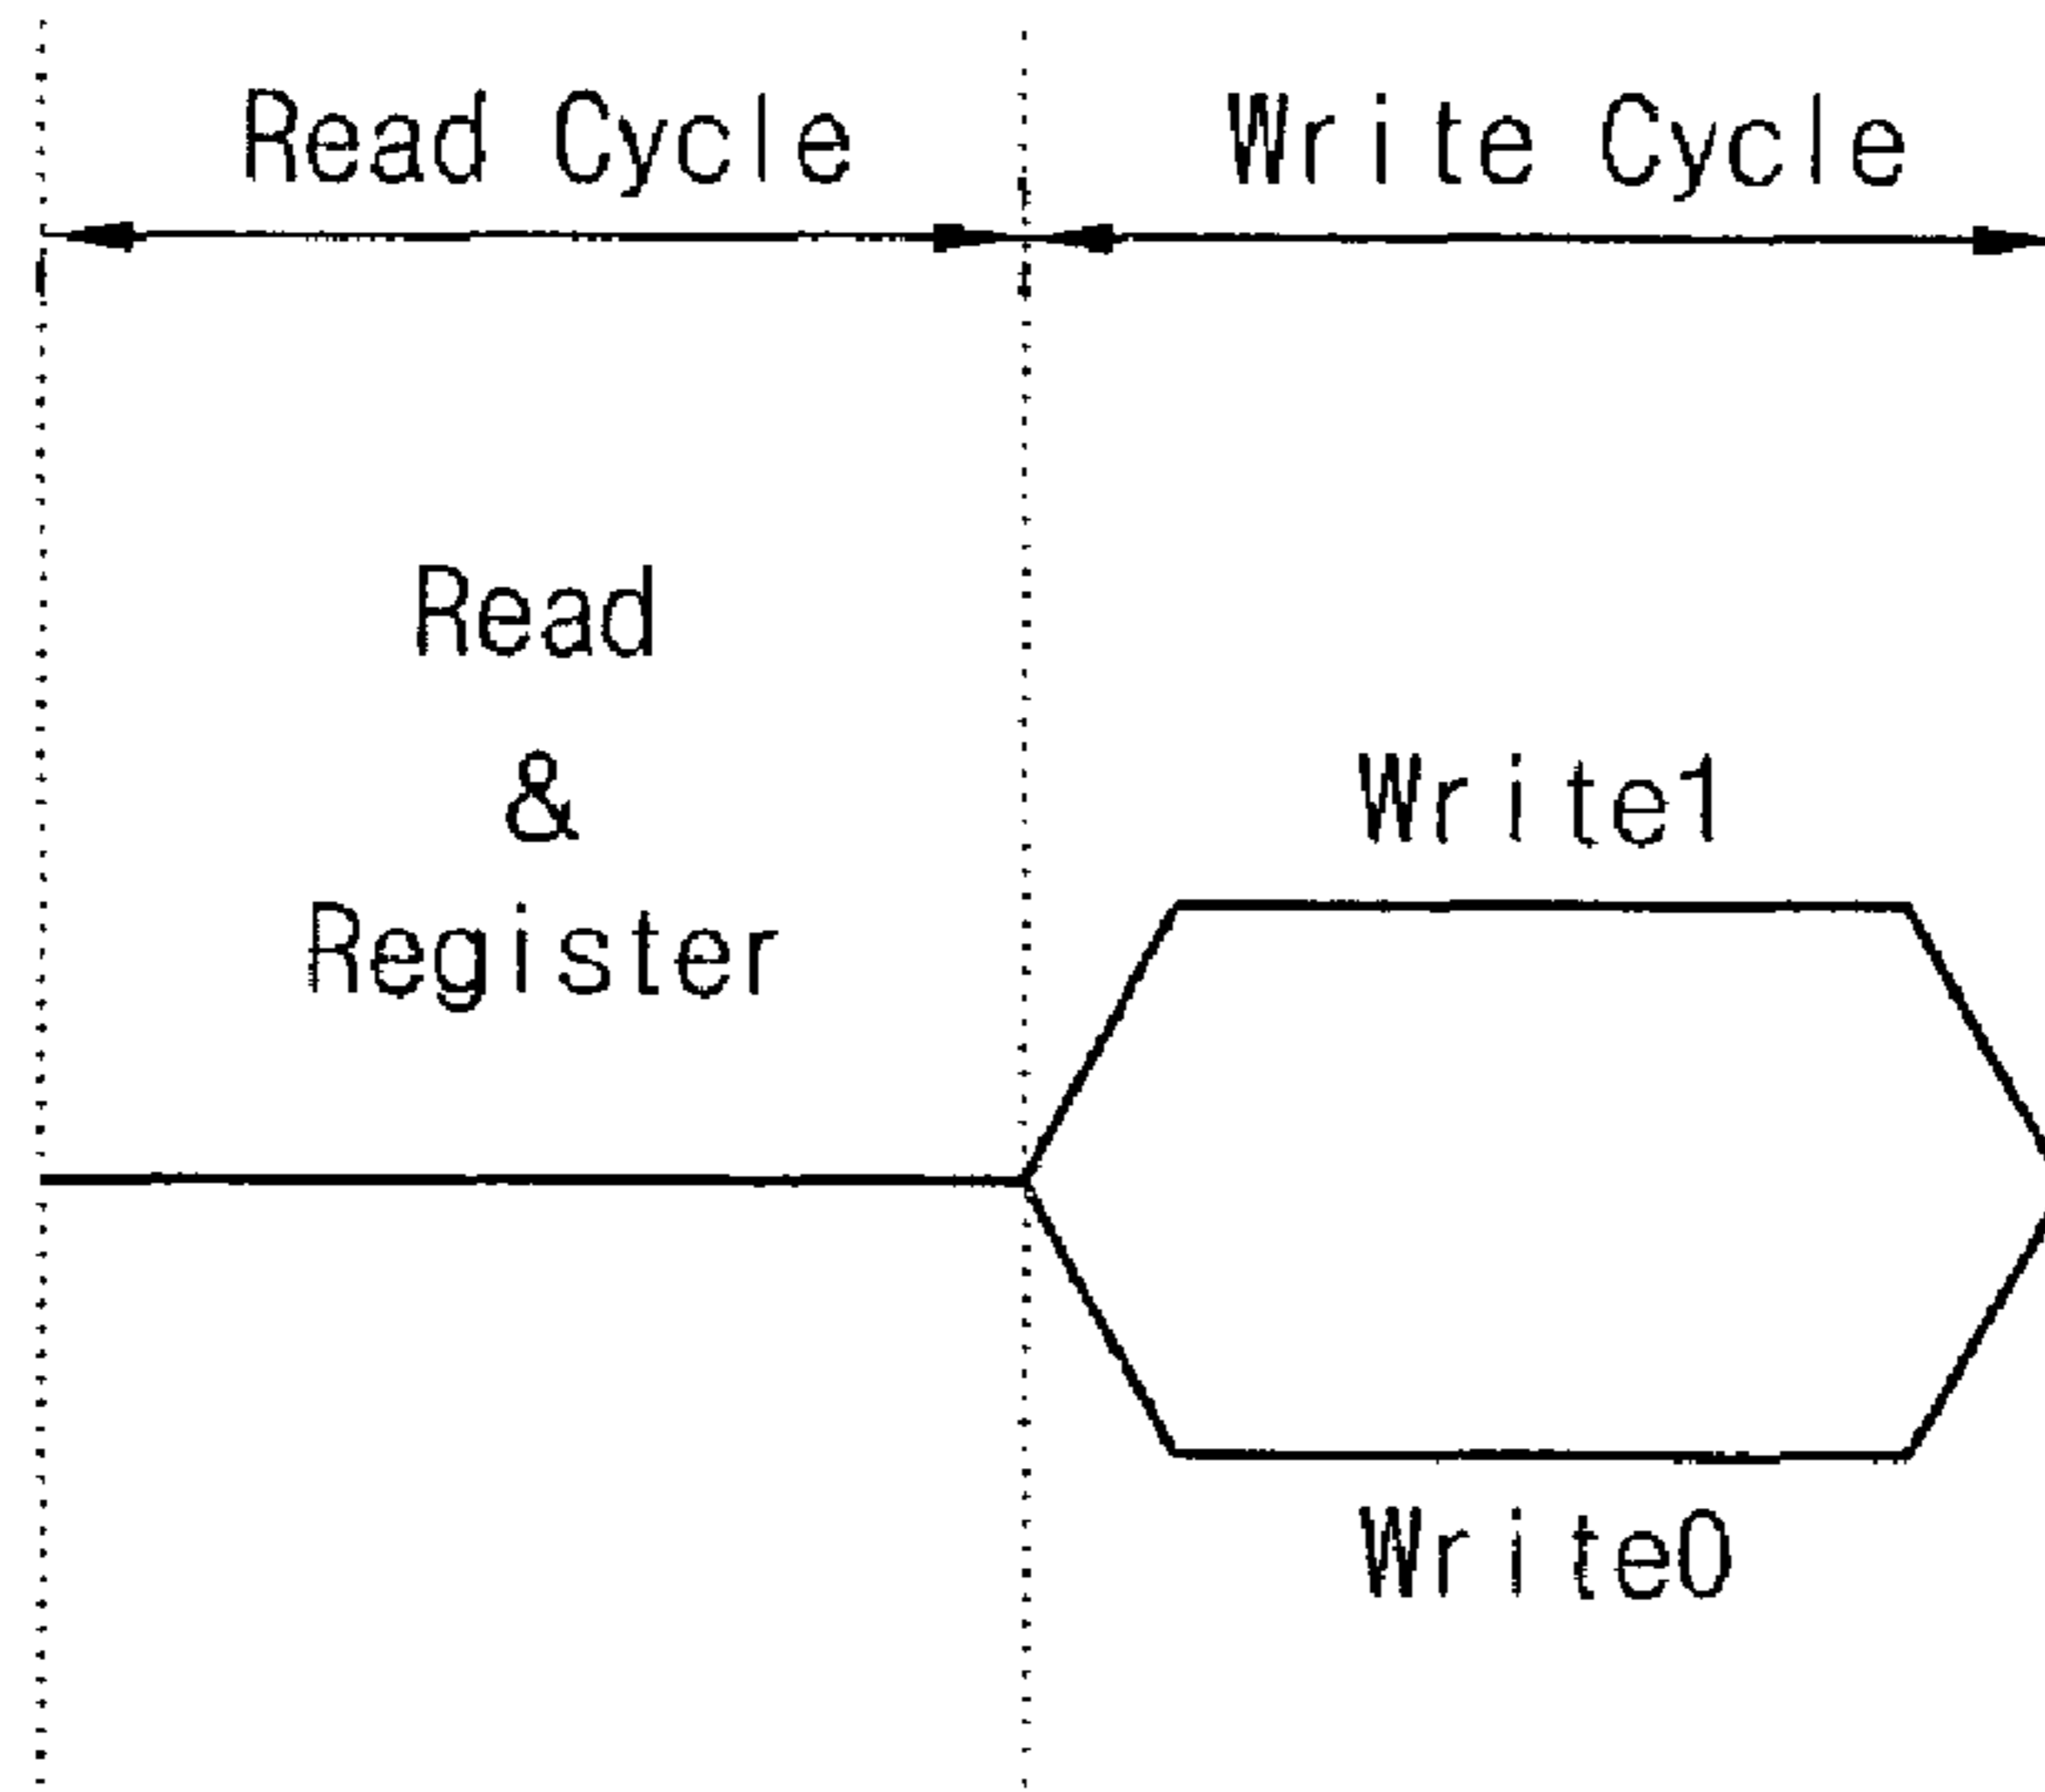 Read Cycle
Write Cycle
Read
&
Register
Write1
Write0